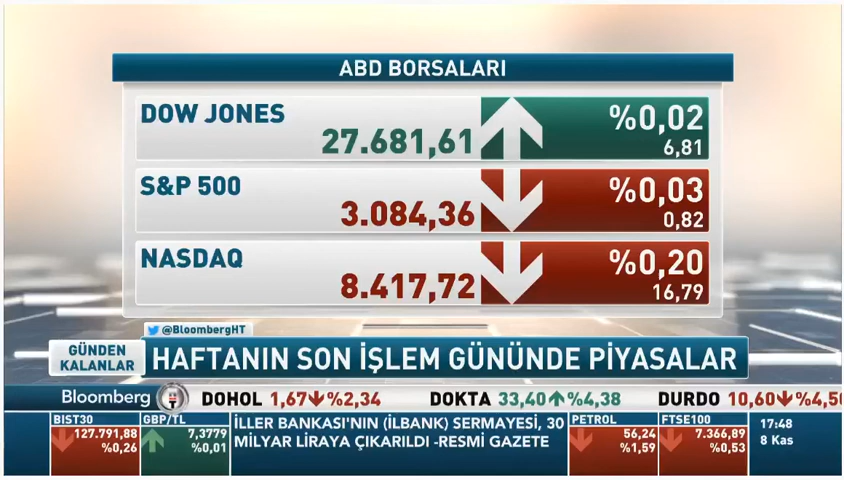 ABD BORSALARI
DOW JONES
27.681,61
%0,02
6,81
S&P 500
3.084,36
%0,03
0,82
NASDAQ
8.417,72
%0,20
16,79
@BloombergHT
GÜNDEN
KALANLAR
HAFTANIN SON İŞLEM GÜNÜNDE PİYASALAR
Bloomberg HT DOHOL 1,67 %2,34 DOKTA 33,40 %4,38 DURDO 10,60 %4,50
BIST30
127.791,88
%0,26
GBP/TL
7,3779
%0,01
İLLER BANKASI'NIN (İLBANK) SERMAYESİ, 30
MİLYAR LİRAYA ÇIKARILDI -RESMİ GAZETE
PETROL
56,24
%1,59
FTSE100
7.366,89
%0,53
17:48
8 Kas